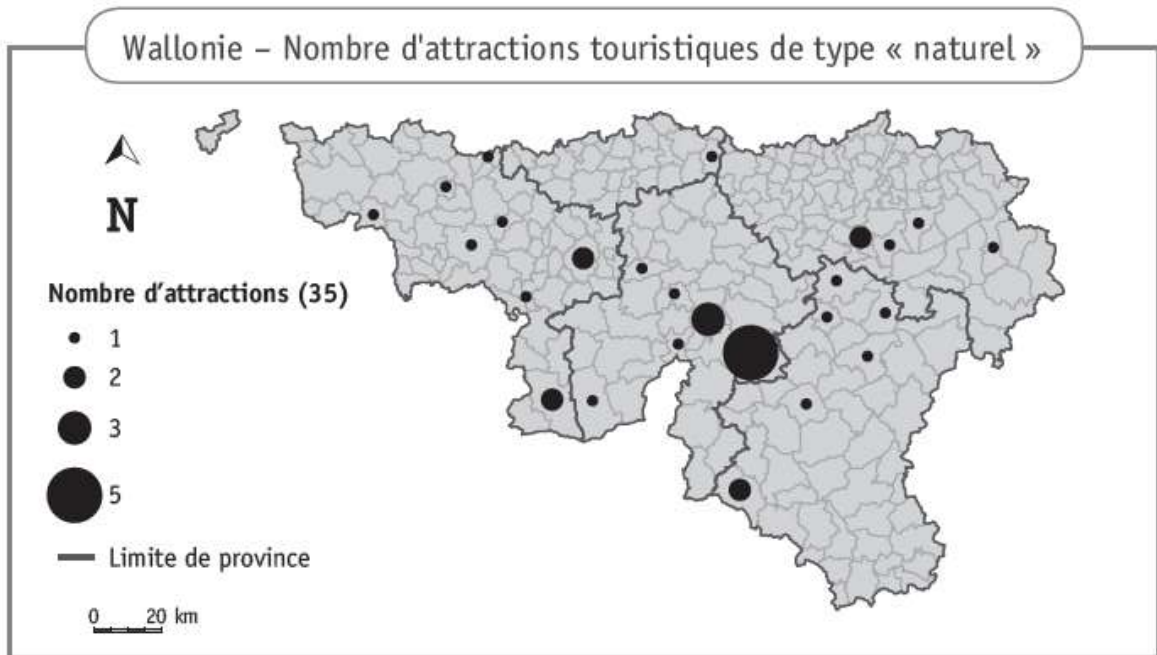 Wallonie – Nombre d'attractions touristiques de type « naturel »
N
Nombre d’attractions (35)
1
2
3
5
Limite de province
0 20 km